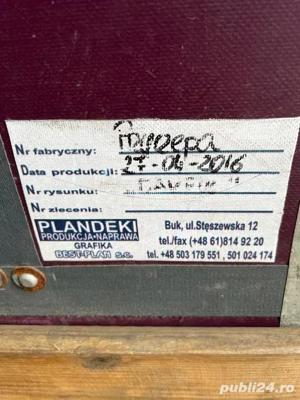 Nr fabryczny:
Data produkcji: 27-04-2016
Nr rysunku:
Nr zlecenia:
PLANDEKI
PRODUKCJA•NAPRAWA
GRAFIKA
BEST-PLAN s.c.
Buk, ul.Stęszewska 12
tel./fax (+48 61)814 92 20
tel. +48 503 179 551, 501 024 174
publi24.ro